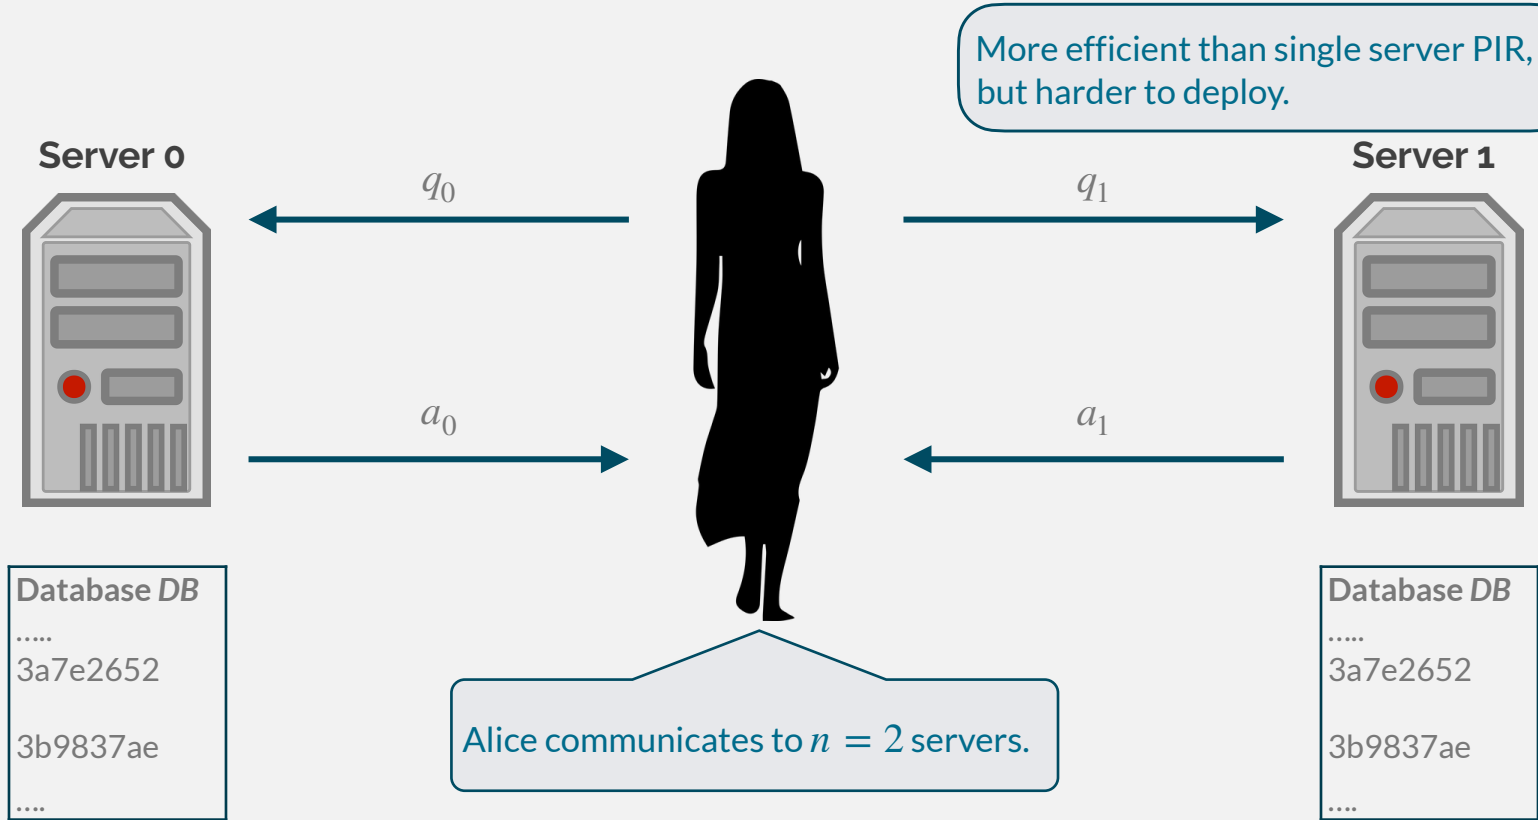 More efficient than single server PIR,
but harder to deploy.
Server 0
Server 1
q₀
q₁
a₀
a₁
Database DB
.....
3a7e2652
3b9837ae
....
Alice communicates to n = 2 servers.
Database DB
.....
3a7e2652
3b9837ae
....